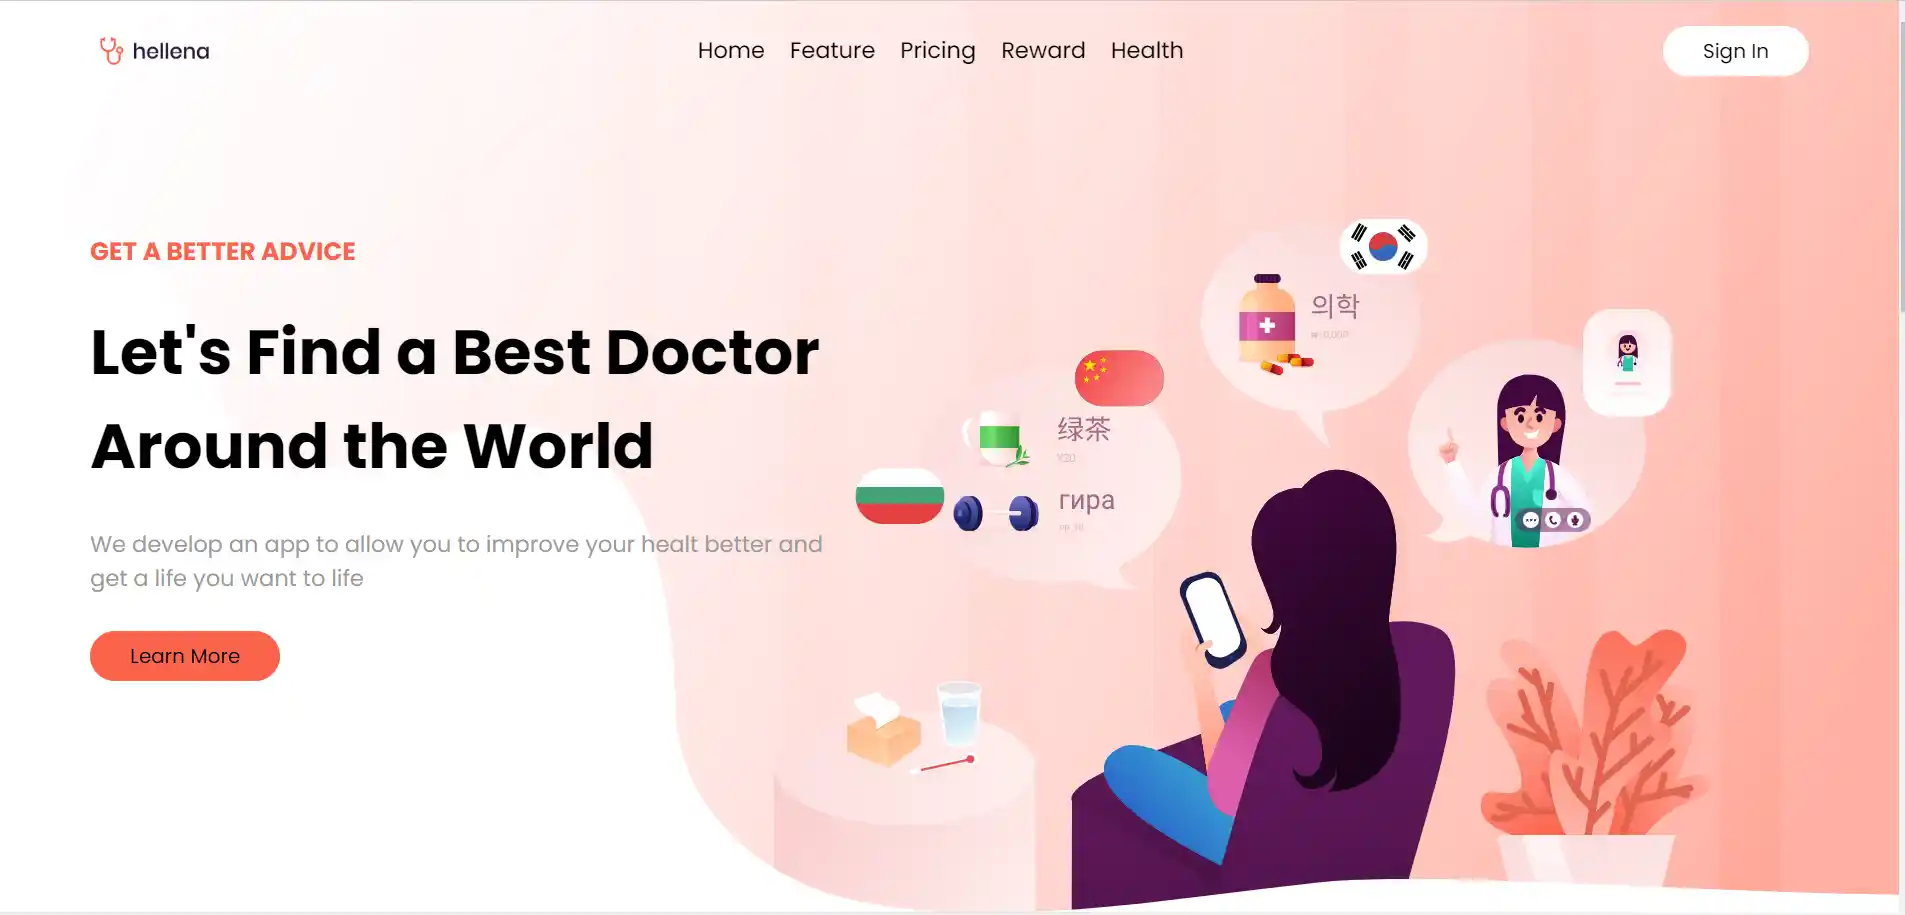 hellena
Home Feature Pricing Reward Health
Sign In
GET A BETTER ADVICE
Let's Find a Best Doctor
Around the World
We develop an app to allow you to improve your healt better and
get a life you want to life
Learn More
의학
绿茶
¥20
гира